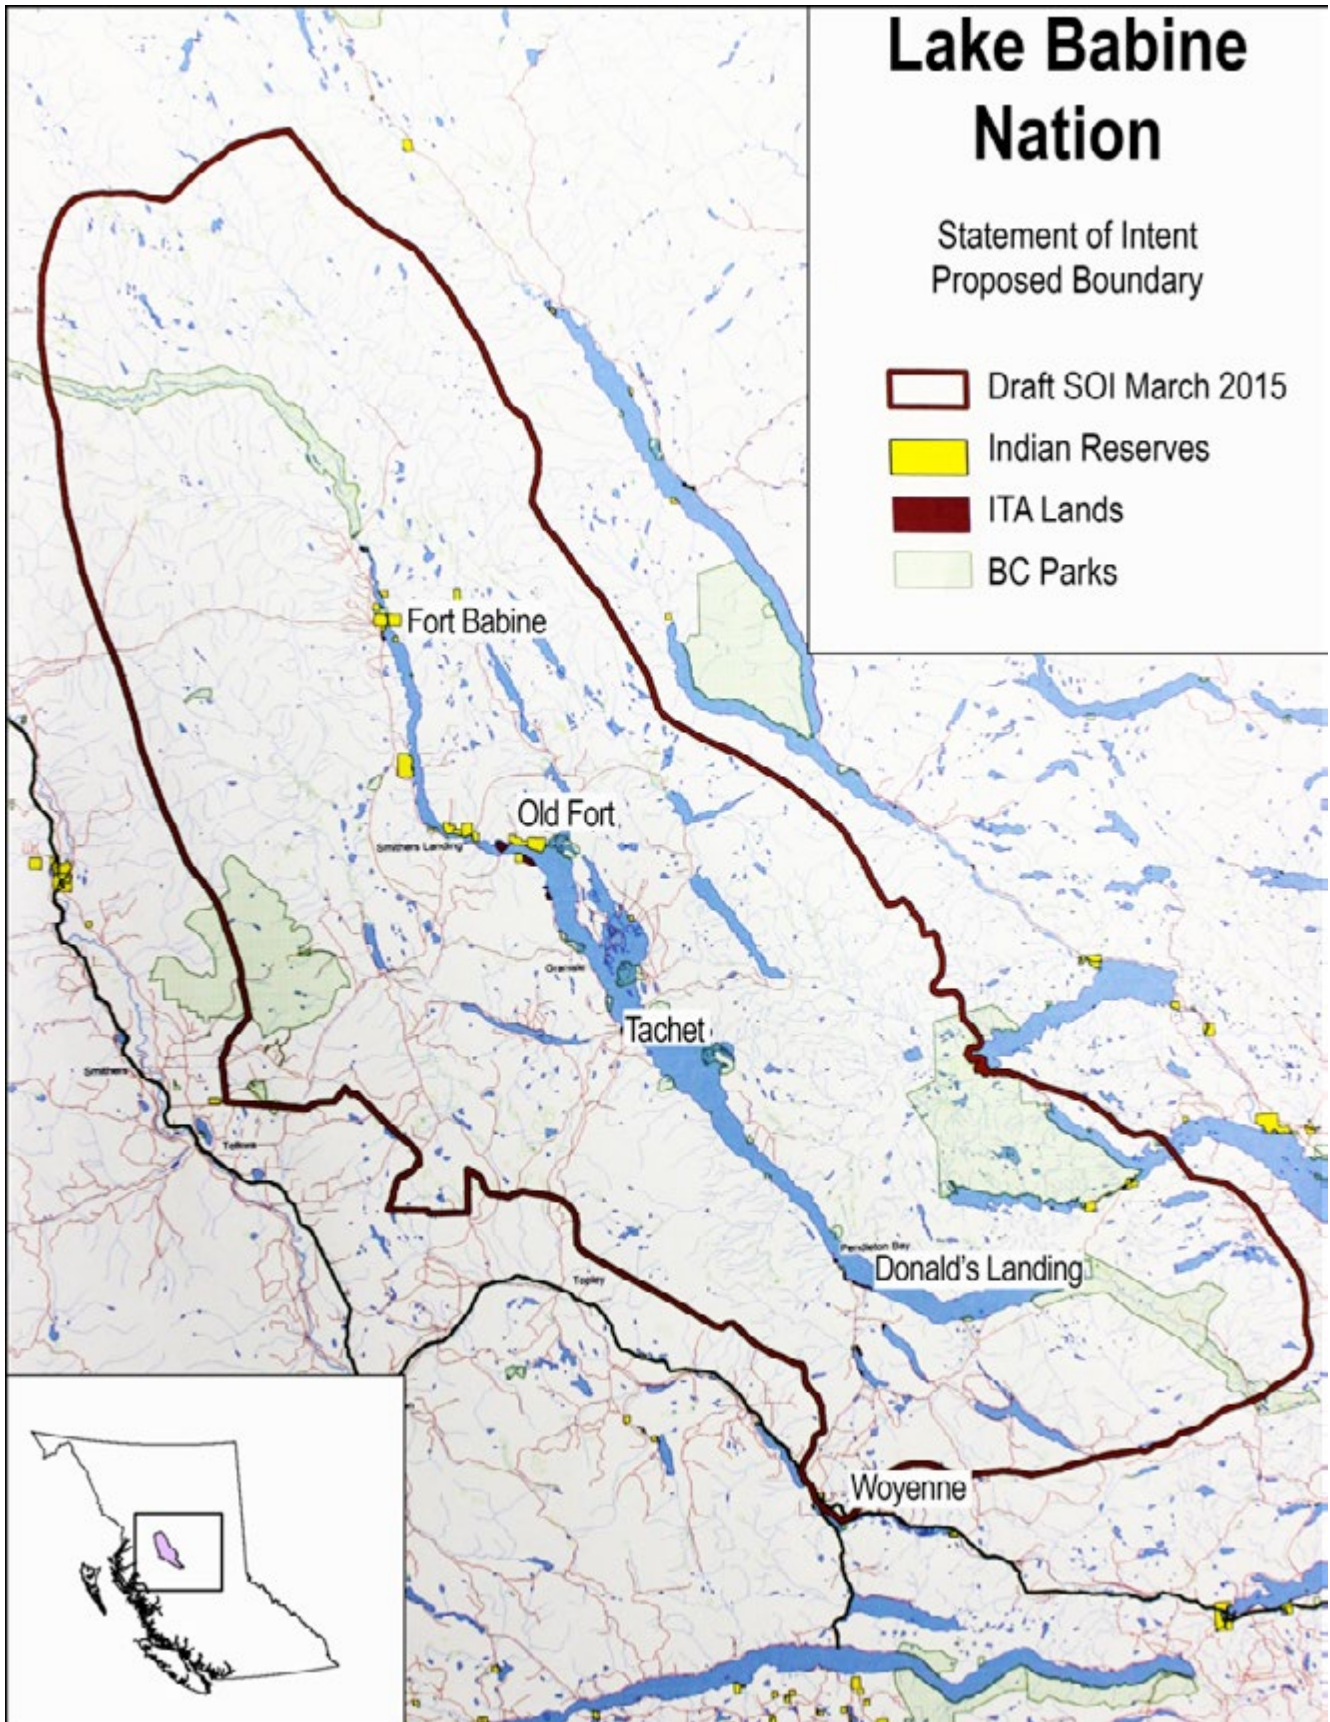 Lake Babine
Nation
Statement of Intent
Proposed Boundary
Draft SOI March 2015
Indian Reserves
ITA Lands
BC Parks
Fort Babine
Old Fort
Smithers Landing
Granisle
Tachet
Smithers
Telkwa
Pendleton Bay
Donald's Landing
Topley
Woyenne